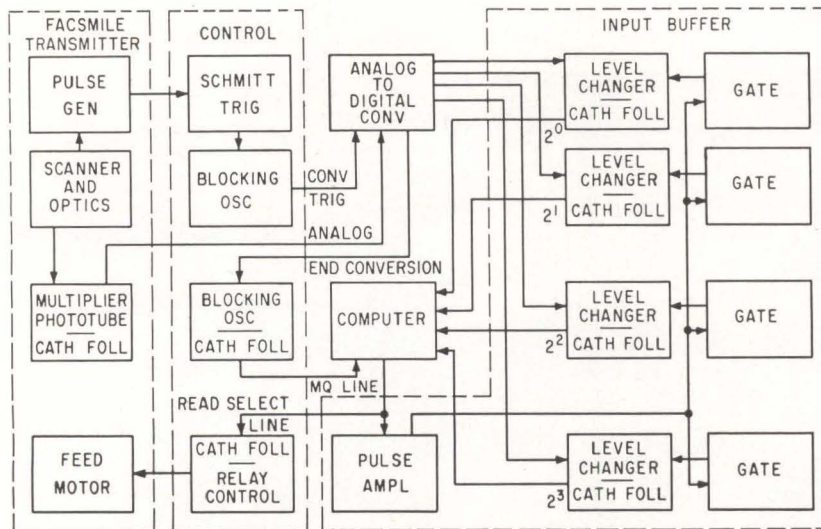 FACSMILE
TRANSMITTER
PULSE
GEN
SCANNER
AND
OPTICS
MULTIPLIER
PHOTOTUBE
CATH FOLL
FEED
MOTOR
CONTROL
SCHMITT
TRIG
BLOCKING
OSC
CONV
TRIG
ANALOG
END CONVERSION
BLOCKING
OSC
CATH FOLL
MQ LINE
READ SELECT
LINE
CATH FOLL
RELAY
CONTROL
ANALOG
TO
DIGITAL
CONV
COMPUTER
PULSE
AMPL
INPUT BUFFER
LEVEL
CHANGER
CATH FOLL
2⁰
GATE
LEVEL
CHANGER
CATH FOLL
2¹
GATE
LEVEL
CHANGER
CATH FOLL
2²
GATE
LEVEL
CHANGER
CATH FOLL
2³
GATE